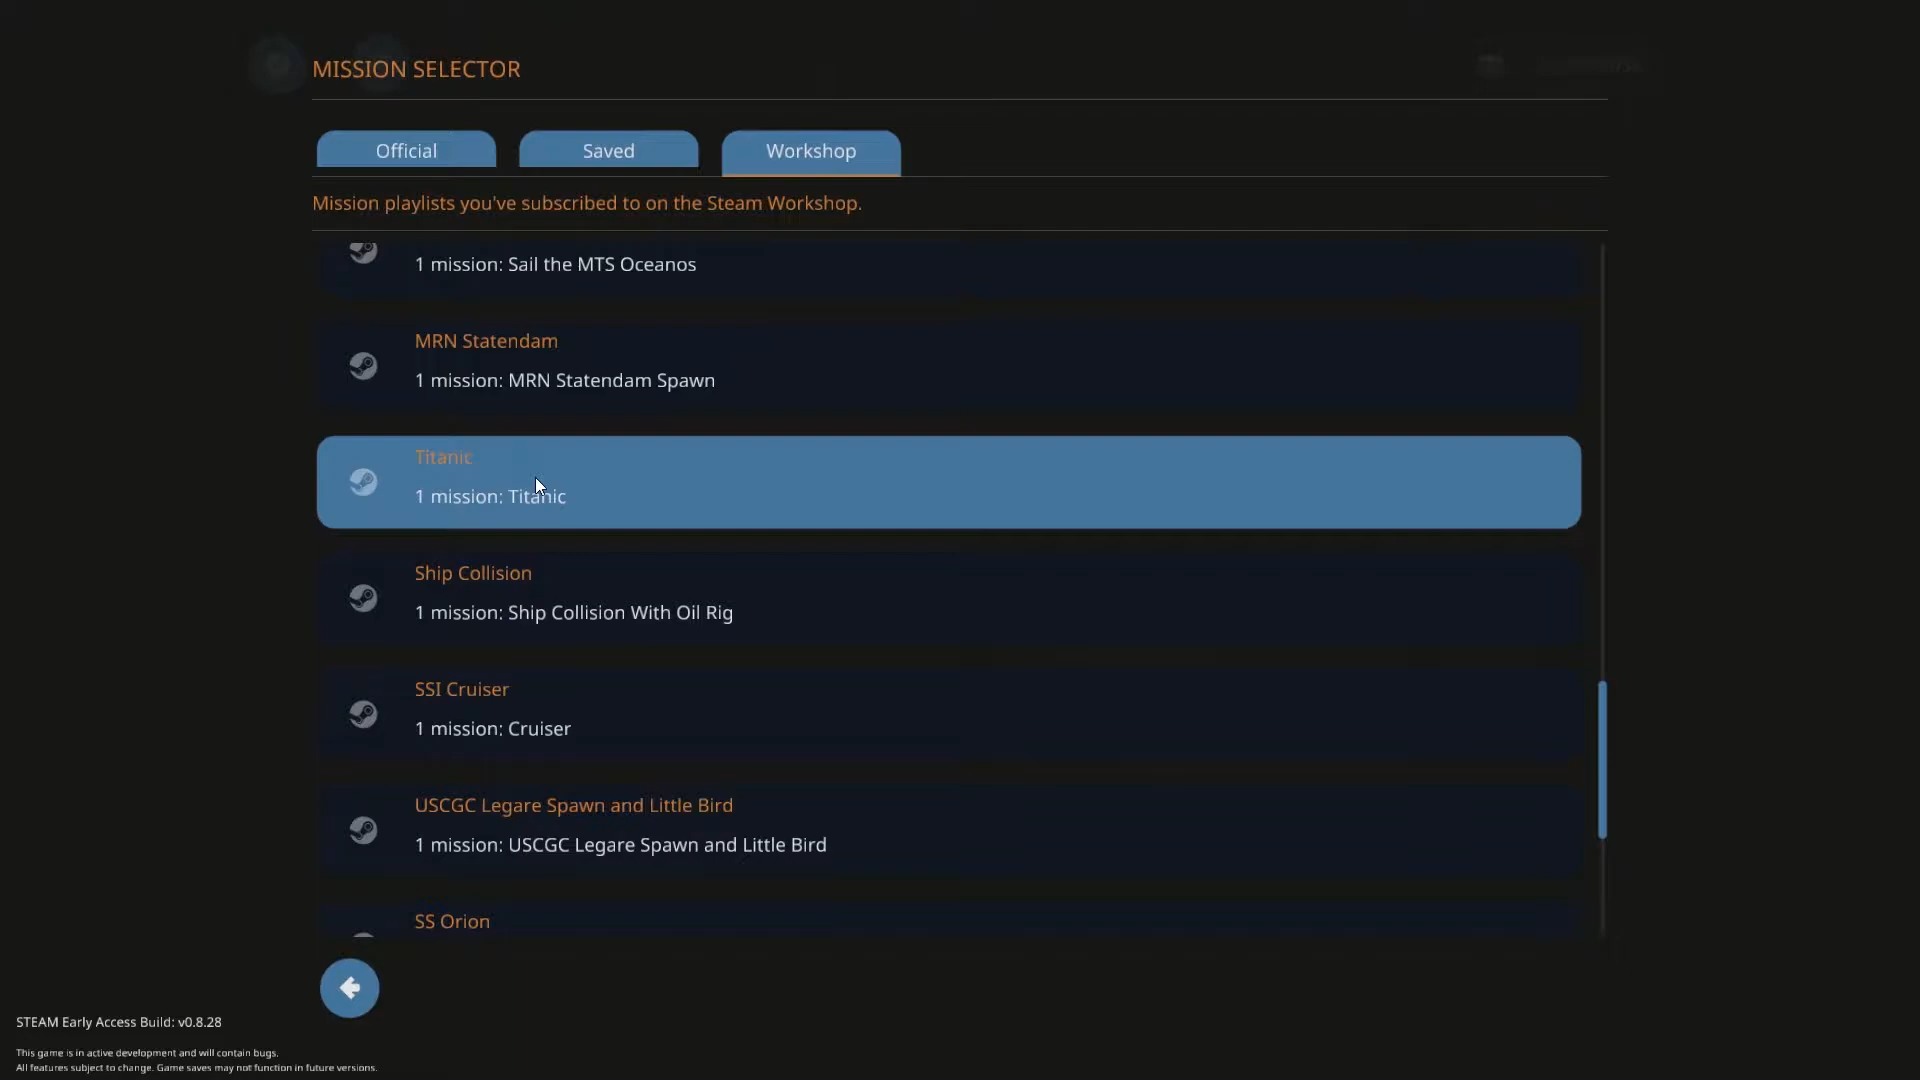 MISSION SELECTOR
Official
Saved
Workshop
Mission playlists you've subscribed to on the Steam Workshop.
1 mission: Sail the MTS Oceanos
MRN Statendam
1 mission: MRN Statendam Spawn
Titanic
1 mission: Titanic
Ship Collision
1 mission: Ship Collision With Oil Rig
SSI Cruiser
1 mission: Cruiser
USCGC Legare Spawn and Little Bird
1 mission: USCGC Legare Spawn and Little Bird
SS Orion
STEAM Early Access Build: v0.8.28
This game is in active development and will contain bugs.
All features subject to change. Game saves may not function in future versions.